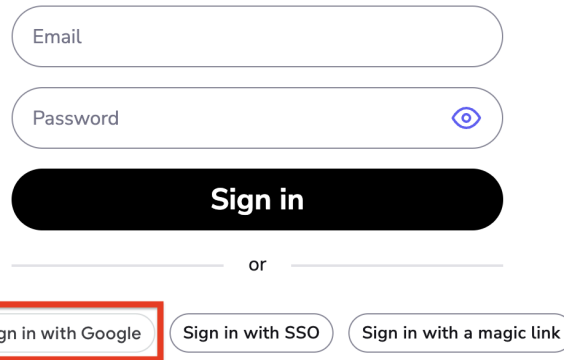 Email
Password
Sign in
or
gn in with Google Sign in with SSO Sign in with a magic link